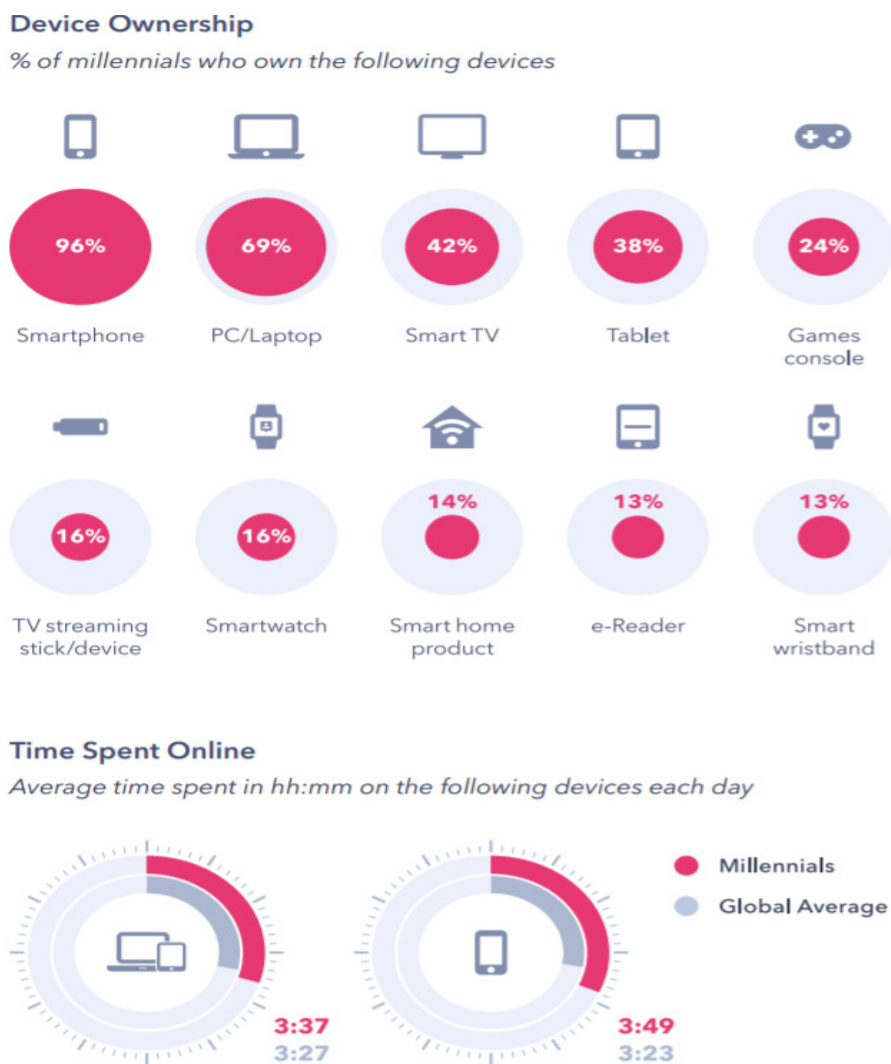 Device Ownership
% of millennials who own the following devices
96%
69%
42%
38%
24%
Smartphone
PC/Laptop
Smart TV
Tablet
Games
console
16%
16%
14%
13%
13%
TV streaming
stick/device
Smartwatch
Smart home
product
e-Reader
Smart
wristband
Time Spent Online
Average time spent in hh:mm on the following devices each day
Millennials
Global Average
3:37
3:27
3:49
3:23